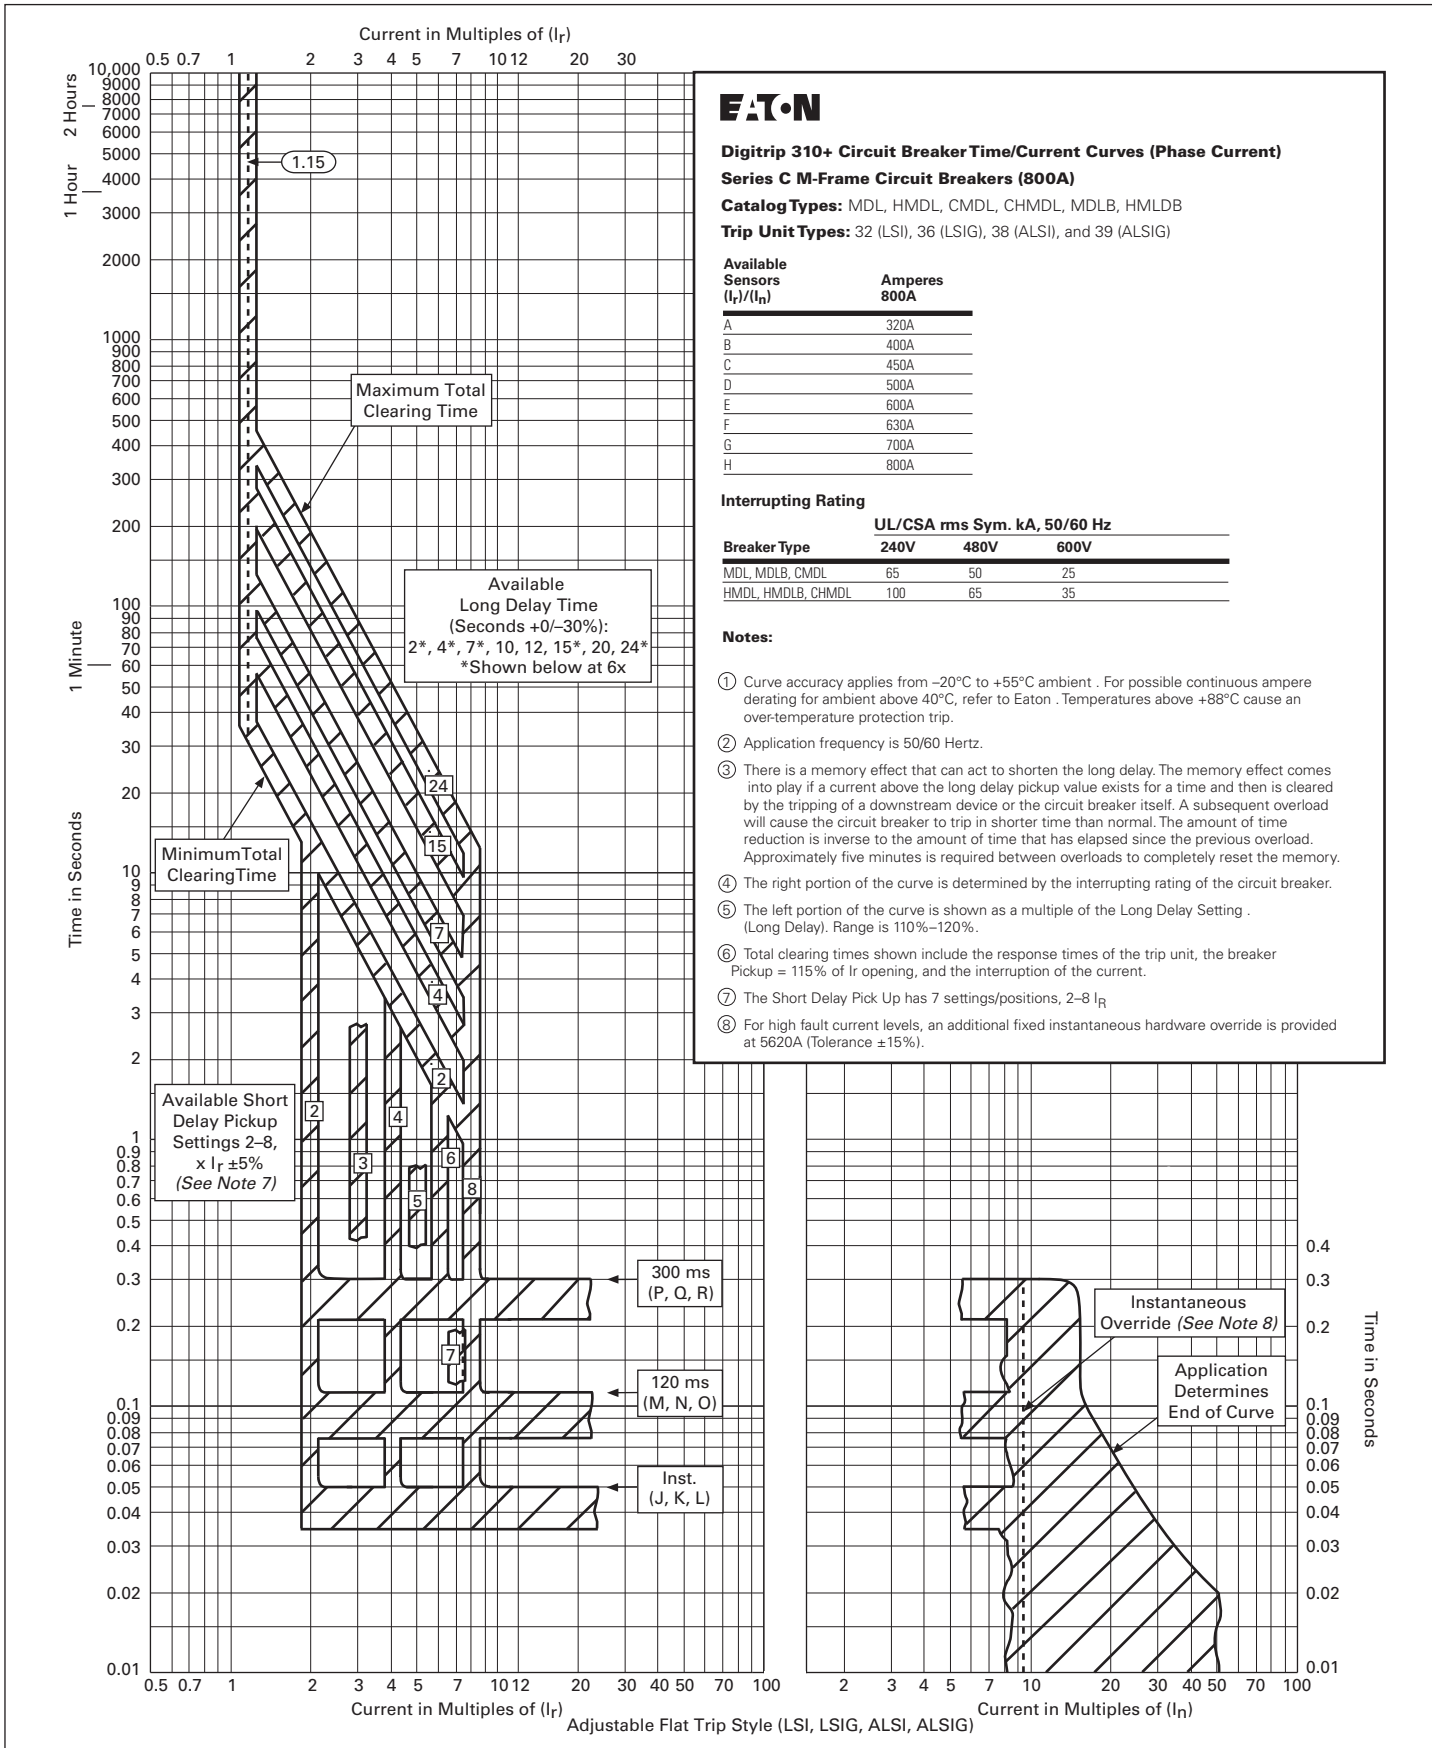 Current in Multiples of (Ir)
0.5 0.7 1 2 3 4 5 7 10 12 20 30
10,000
9000
8000
7000
6000
5000
4000
3000
2000
1000
900
800
700
600
500
400
300
200
100
90
80
70
60
50
40
30
20
10
9
8
7
6
5
4
3
2
1
0.9
0.8
0.7
0.6
0.5
0.4
0.3
0.2
0.1
0.09
0.08
0.07
0.06
0.05
0.04
0.03
0.02
0.01
2 Hours
1 Hour
1 Minute
Time in Seconds
1.15
Maximum Total
Clearing Time
Available
Long Delay Time
(Seconds +0/–30%):
2*, 4*, 7*, 10, 12, 15*, 20, 24*
*Shown below at 6x
Minimum Total
Clearing Time
24
15
7
4
2
Available Short
Delay Pickup
Settings 2–8,
x Ir ±5%
(See Note 7)
2
3
4
5
6
8
7
300 ms
(P, Q, R)
120 ms
(M, N, O)
Inst.
(J, K, L)
0.5 0.7 1 2 3 4 5 7 10 12 20 30 40 50 70 100
Current in Multiples of (Ir)
EATON
Digitrip 310+ Circuit Breaker Time/Current Curves (Phase Current)
Series C M-Frame Circuit Breakers (800A)
Catalog Types: MDL, HMDL, CMDL, CHMDL, MDLB, HMLDB
Trip Unit Types: 32 (LSI), 36 (LSIG), 38 (ALSI), and 39 (ALSIG)
Available
Sensors Amperes
(Ir)/(In) 800A
A 320A
B 400A
C 450A
D 500A
E 600A
F 630A
G 700A
H 800A
Interrupting Rating
UL/CSA rms Sym. kA, 50/60 Hz
Breaker Type 240V 480V 600V
MDL, MDLB, CMDL 65 50 25
HMDL, HMDLB, CHMDL 100 65 35
Notes:
① Curve accuracy applies from –20°C to +55°C ambient . For possible continuous ampere
derating for ambient above 40°C, refer to Eaton . Temperatures above +88°C cause an
over-temperature protection trip.
② Application frequency is 50/60 Hertz.
③ There is a memory effect that can act to shorten the long delay. The memory effect comes
into play if a current above the long delay pickup value exists for a time and then is cleared
by the tripping of a downstream device or the circuit breaker itself. A subsequent overload
will cause the circuit breaker to trip in shorter time than normal. The amount of time
reduction is inverse to the amount of time that has elapsed since the previous overload.
Approximately five minutes is required between overloads to completely reset the memory.
④ The right portion of the curve is determined by the interrupting rating of the circuit breaker.
⑤ The left portion of the curve is shown as a multiple of the Long Delay Setting .
(Long Delay). Range is 110%–120%.
⑥ Total clearing times shown include the response times of the trip unit, the breaker
Pickup = 115% of Ir opening, and the interruption of the current.
⑦ The Short Delay Pick Up has 7 settings/positions, 2–8 IR
⑧ For high fault current levels, an additional fixed instantaneous hardware override is provided
at 5620A (Tolerance ±15%).
Instantaneous
Override (See Note 8)
Application
Determines
End of Curve
0.4
0.3
0.2
0.1
0.09
0.08
0.07
0.06
0.05
0.04
0.03
0.02
0.01
Time in Seconds
2 3 4 5 7 10 20 30 40 50 70 100
Current in Multiples of (In)
Adjustable Flat Trip Style (LSI, LSIG, ALSI, ALSIG)